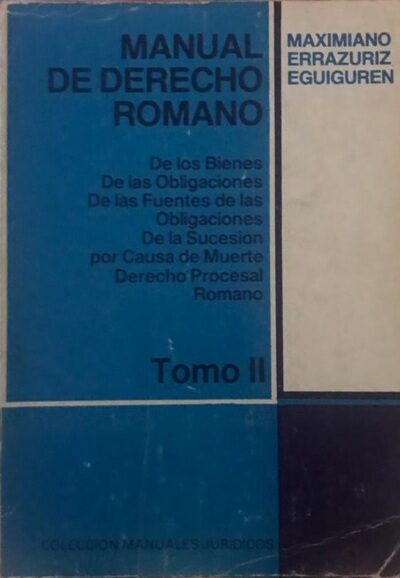 MANUAL
DE DERECHO
ROMANO
MAXIMIANO
ERRAZURIZ
EGUIGUREN
De los Bienes
De las Obligaciones
De las Fuentes de las
Obligaciones
De la Sucesion
por Causa de Muerte
Derecho Procesal
Romano
Tomo II
COLECCION MANUALES JURIDICOS